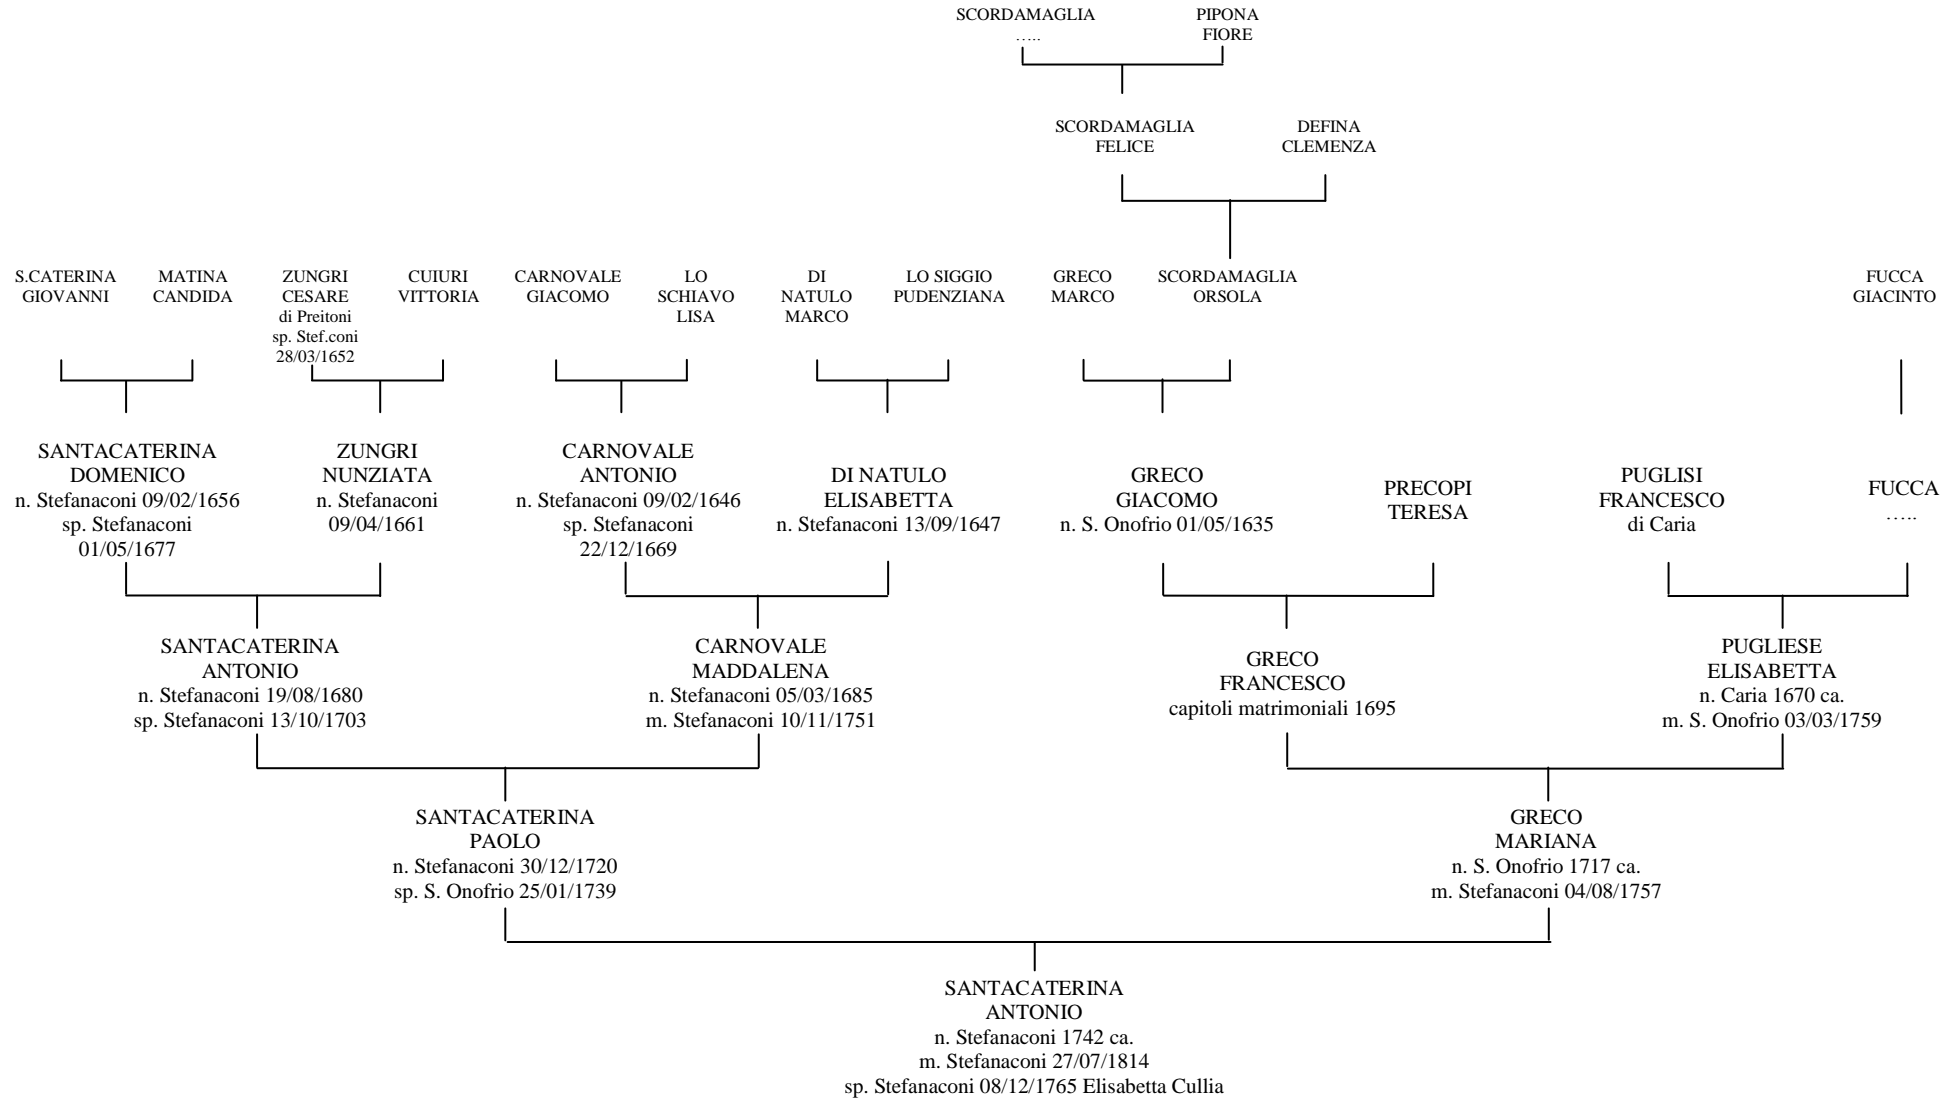 SCORDAMAGLIA
…..
PIPONA
FIORE
SCORDAMAGLIA
FELICE
DEFINA
CLEMENZA
S.CATERINA
GIOVANNI
MATINA
CANDIDA
ZUNGRI
CESARE
di Preitoni
sp. Stef.coni
28/03/1652
CUIURI
VITTORIA
CARNOVALE
GIACOMO
LO
SCHIAVO
LISA
DI
NATULO
MARCO
LO SIGGIO
PUDENZIANA
GRECO
MARCO
SCORDAMAGLIA
ORSOLA
FUCCA
GIACINTO
SANTACATERINA
DOMENICO
n. Stefanaconi 09/02/1656
sp. Stefanaconi
01/05/1677
ZUNGRI
NUNZIATA
n. Stefanaconi
09/04/1661
CARNOVALE
ANTONIO
n. Stefanaconi 09/02/1646
sp. Stefanaconi
22/12/1669
DI NATULO
ELISABETTA
n. Stefanaconi 13/09/1647
GRECO
GIACOMO
n. S. Onofrio 01/05/1635
PRECOPI
TERESA
PUGLISI
FRANCESCO
di Caria
FUCCA
…..
SANTACATERINA
ANTONIO
n. Stefanaconi 19/08/1680
sp. Stefanaconi 13/10/1703
CARNOVALE
MADDALENA
n. Stefanaconi 05/03/1685
m. Stefanaconi 10/11/1751
GRECO
FRANCESCO
capitoli matrimoniali 1695
PUGLIESE
ELISABETTA
n. Caria 1670 ca.
m. S. Onofrio 03/03/1759
SANTACATERINA
PAOLO
n. Stefanaconi 30/12/1720
sp. S. Onofrio 25/01/1739
GRECO
MARIANA
n. S. Onofrio 1717 ca.
m. Stefanaconi 04/08/1757
SANTACATERINA
ANTONIO
n. Stefanaconi 1742 ca.
m. Stefanaconi 27/07/1814
sp. Stefanaconi 08/12/1765 Elisabetta Cullia